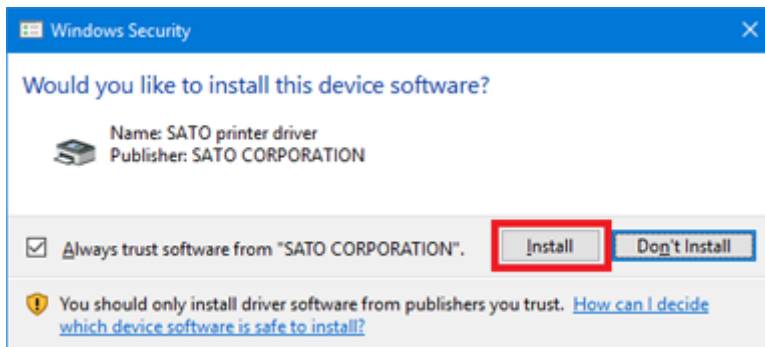 Windows Security
Would you like to install this device software?
Name: SATO printer driver
Publisher: SATO CORPORATION
Always trust software from "SATO CORPORATION". Install Don't Install
You should only install driver software from publishers you trust. How can I decide
which device software is safe to install?